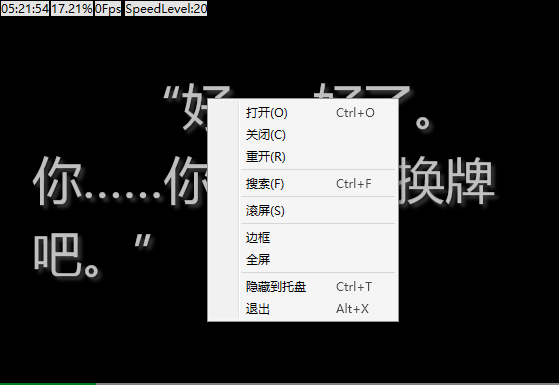 05:21:54 17.21% 0Fps SpeedLevel:20
“好 好了。
你……你 换牌
吧。”
打开(O) Ctrl+O
关闭(C)
重开(R)
搜索(F) Ctrl+F
滚屏(S)
边框
全屏
隐藏到托盘 Ctrl+T
退出 Alt+X